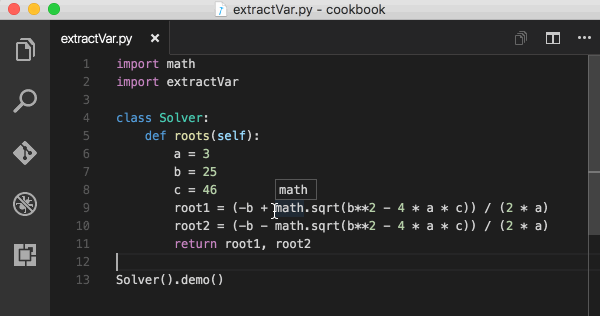 extractVar.py - cookbook
extractVar.py ×
1 import math
2 import extractVar
3
4 class Solver:
5 def roots(self):
6 a = 3
7 b = 25
8 c = 46
math
9 root1 = (-b + math.sqrt(b**2 - 4 * a * c)) / (2 * a)
10 root2 = (-b - math.sqrt(b**2 - 4 * a * c)) / (2 * a)
11 return root1, root2
12
13 Solver().demo()